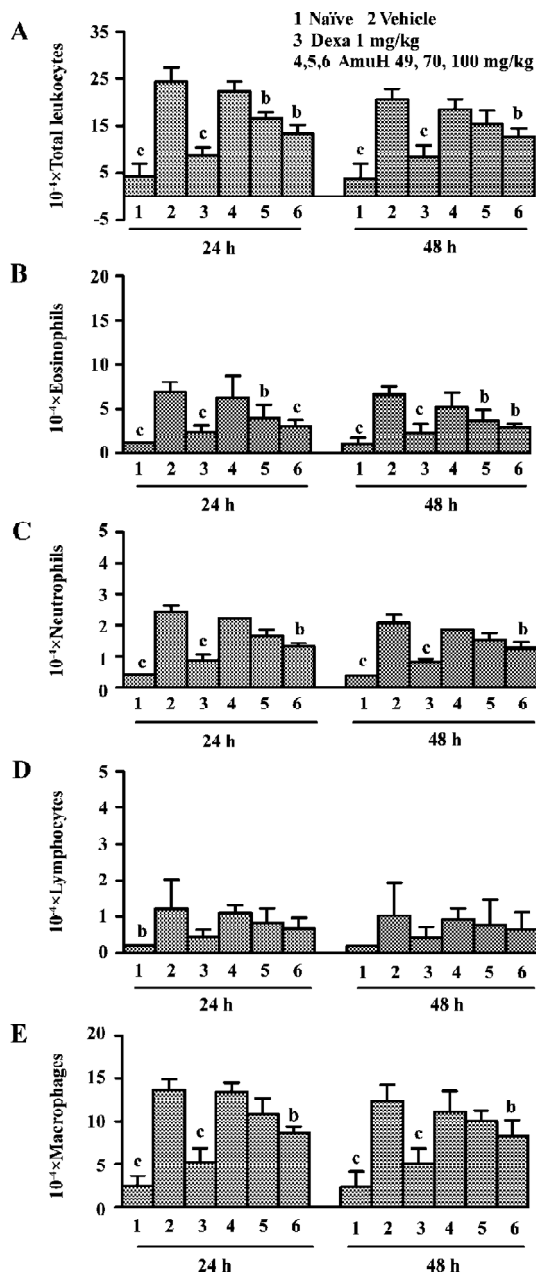 A
1 Naïve 2 Vehicle
3 Dexa 1 mg/kg
4,5,6 AmuH 49, 70, 100 mg/kg
10⁻⁴×Total leukocytes
35
25
15
5
-5
c c b b c c b
1 2 3 4 5 6 1 2 3 4 5 6
24 h 48 h
B
10⁻⁴×Eosinophils
20
15
10
5
0
c c b c c c b b
1 2 3 4 5 6 1 2 3 4 5 6
24 h 48 h
C
10⁻⁴×Neutrophils
5
4
3
2
1
0
c c b c c b
1 2 3 4 5 6 1 2 3 4 5 6
24 h 48 h
D
10⁻⁴×Lymphocytes
5
4
3
2
1
0
b
1 2 3 4 5 6 1 2 3 4 5 6
24 h 48 h
E
10⁻⁴×Macrophages
20
15
10
5
0
c c b c c b
1 2 3 4 5 6 1 2 3 4 5 6
24 h 48 h